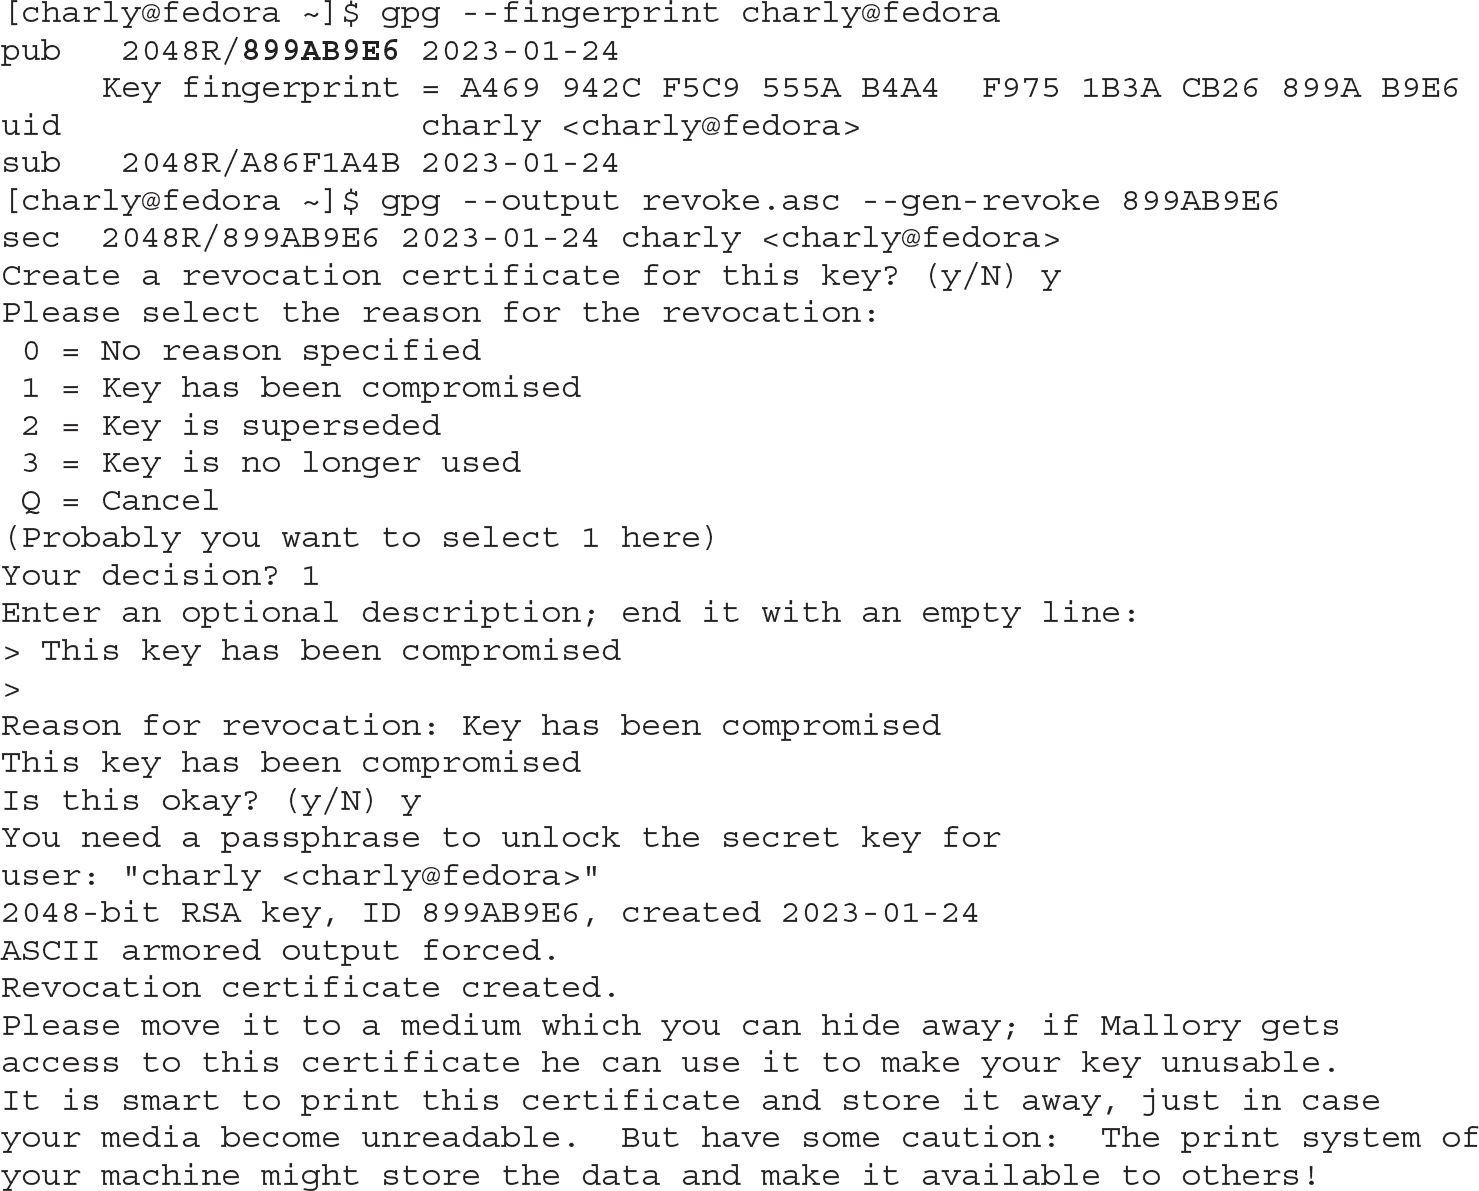 [charly@fedora ~]$ gpg --fingerprint charly@fedora
pub   2048R/899AB9E6 2023-01-24
     Key fingerprint = A469 942C F5C9 555A B4A4  F975 1B3A CB26 899A B9E6
uid                  charly <charly@fedora>
sub   2048R/A86F1A4B 2023-01-24
[charly@fedora ~]$ gpg --output revoke.asc --gen-revoke 899AB9E6
sec  2048R/899AB9E6 2023-01-24 charly <charly@fedora>
Create a revocation certificate for this key? (y/N) y
Please select the reason for the revocation:
 0 = No reason specified
 1 = Key has been compromised
 2 = Key is superseded
 3 = Key is no longer used
 Q = Cancel
(Probably you want to select 1 here)
Your decision? 1
Enter an optional description; end it with an empty line:
> This key has been compromised
>
Reason for revocation: Key has been compromised
This key has been compromised
Is this okay? (y/N) y
You need a passphrase to unlock the secret key for
user: "charly <charly@fedora>"
2048-bit RSA key, ID 899AB9E6, created 2023-01-24
ASCII armored output forced.
Revocation certificate created.
Please move it to a medium which you can hide away; if Mallory gets
access to this certificate he can use it to make your key unusable.
It is smart to print this certificate and store it away, just in case
your media become unreadable.  But have some caution:  The print system of
your machine might store the data and make it available to others!